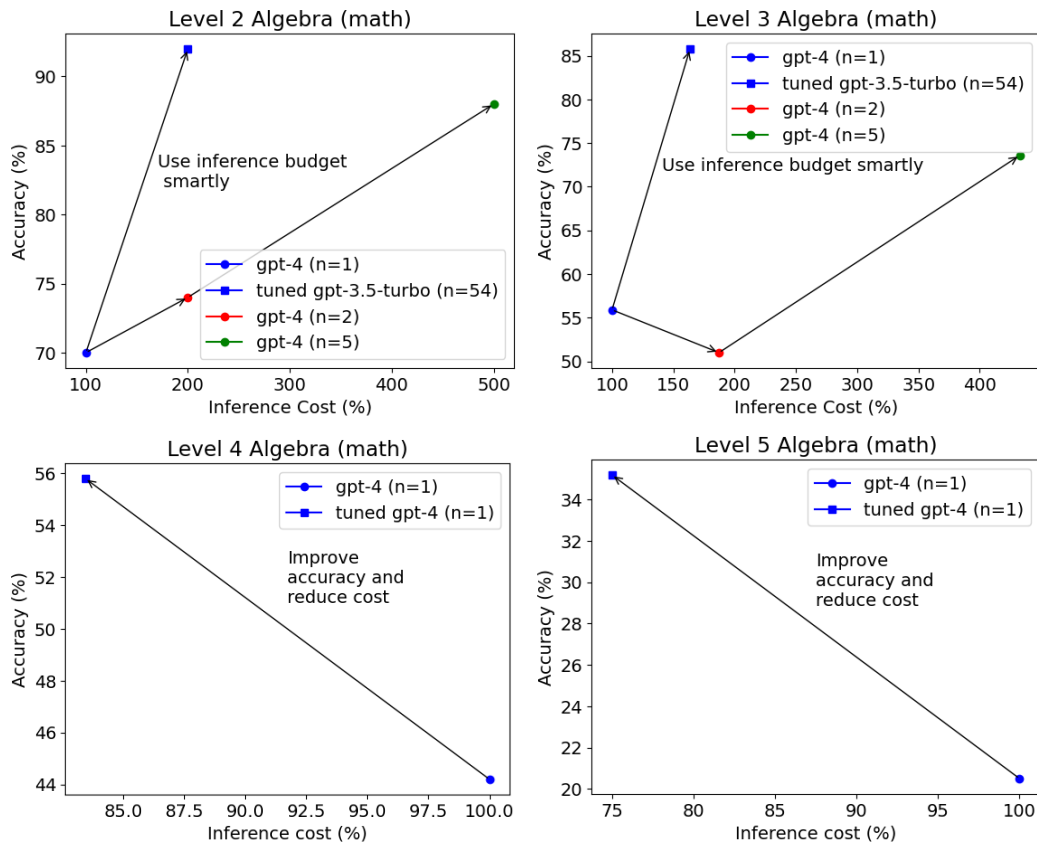 Level 2 Algebra (math)
Accuracy (%)
90
85
80
75
70
Use inference budget
smartly
gpt-4 (n=1)
tuned gpt-3.5-turbo (n=54)
gpt-4 (n=2)
gpt-4 (n=5)
100
200
300
400
500
Inference Cost (%)
Level 3 Algebra (math)
Accuracy (%)
85
80
75
70
65
60
55
50
gpt-4 (n=1)
tuned gpt-3.5-turbo (n=54)
gpt-4 (n=2)
gpt-4 (n=5)
Use inference budget smartly
100
150
200
250
300
350
400
Inference Cost (%)
Level 4 Algebra (math)
Accuracy (%)
56
54
52
50
48
46
44
gpt-4 (n=1)
tuned gpt-4 (n=1)
Improve
accuracy and
reduce cost
85.0
87.5
90.0
92.5
95.0
97.5
100.0
Inference cost (%)
Level 5 Algebra (math)
Accuracy (%)
34
32
30
28
26
24
22
20
gpt-4 (n=1)
tuned gpt-4 (n=1)
Improve
accuracy and
reduce cost
75
80
85
90
95
100
Inference cost (%)